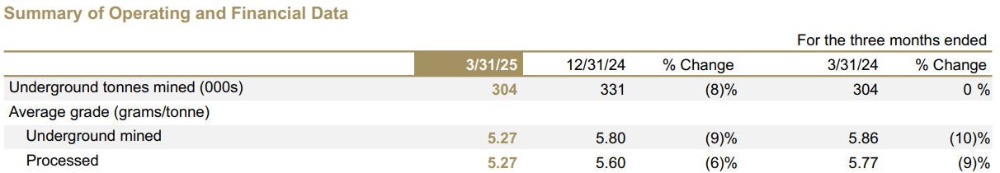 Summary of Operating and Financial Data
For the three months ended
3/31/25 12/31/24 % Change 3/31/24 % Change
Underground tonnes mined (000s) 304 331 (8)% 304 0 %
Average grade (grams/tonne)
Underground mined 5.27 5.80 (9)% 5.86 (10)%
Processed 5.27 5.60 (6)% 5.77 (9)%